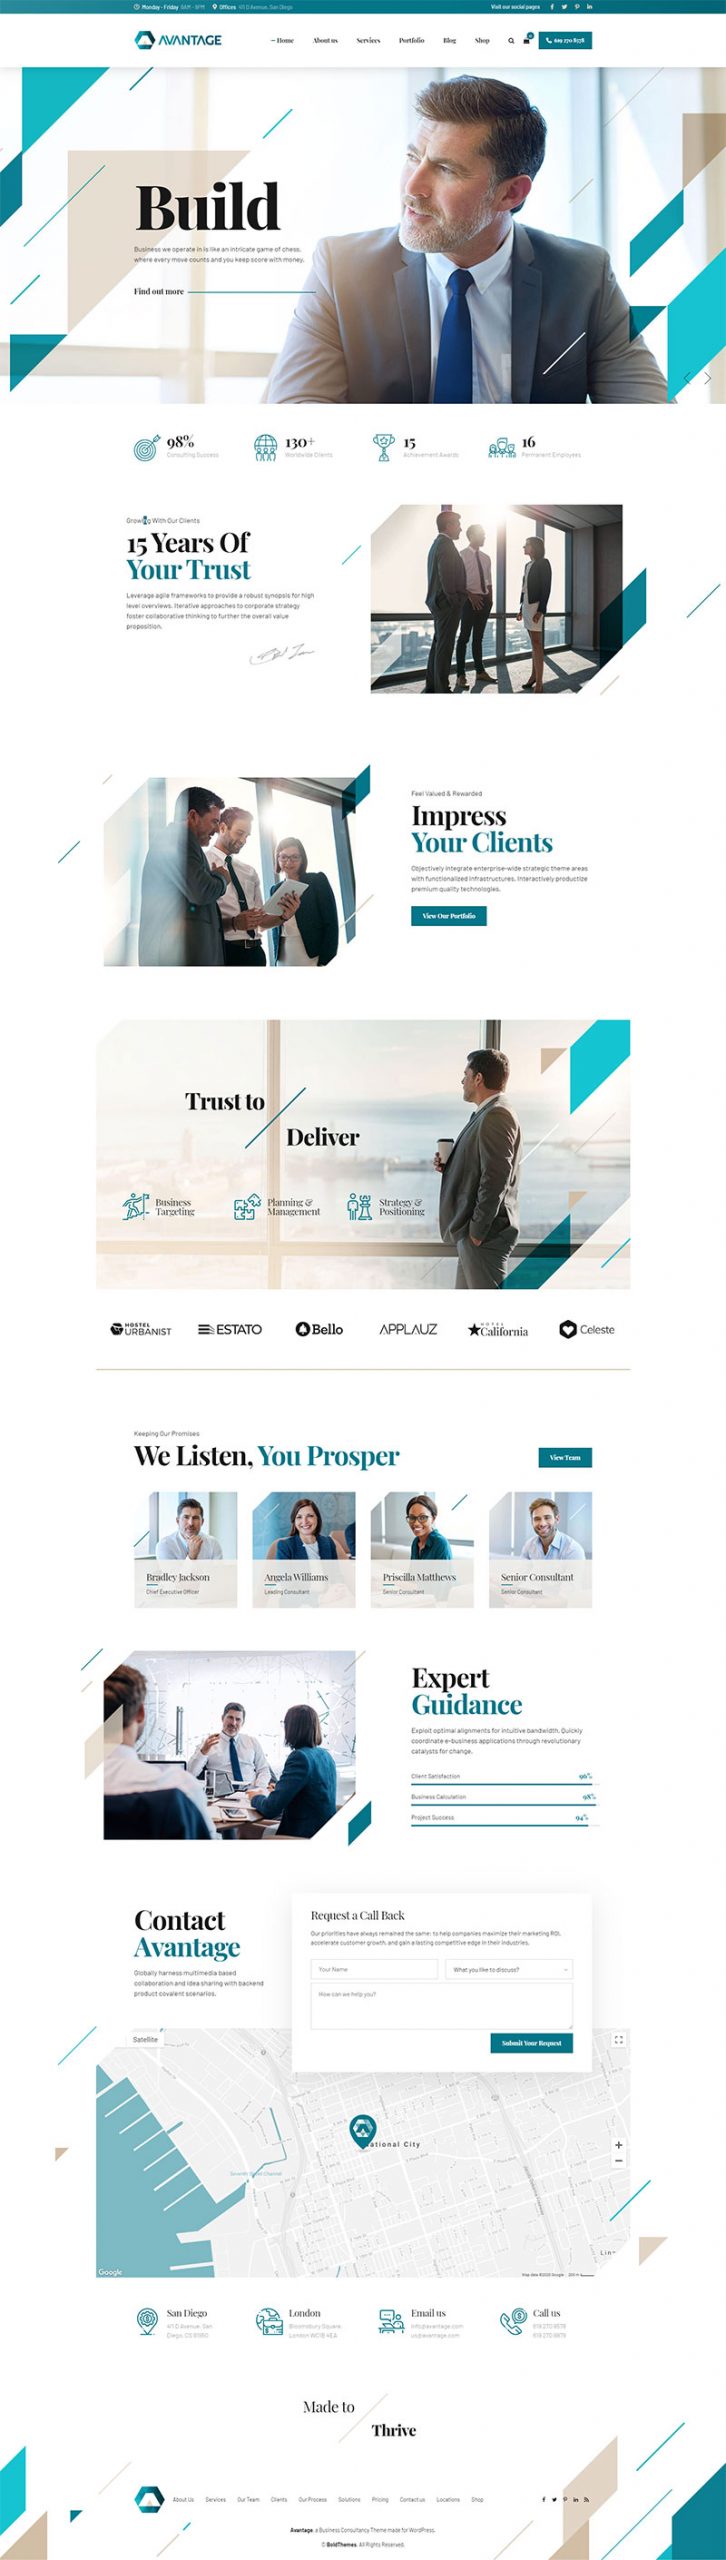 Monday - Friday 8AM - 6PM Offices 411 D Avenue, San Diego Visit our social pages
AVANTAGE
Home About us Services Portfolio Blog Shop 619 270 8578
Build
Business we operate in is like an intricate game of chess,
where every move counts and you keep score with money.
Find out more
98%
Consulting Success
130+
Worldwide Clients
15
Achievement Awards
16
Permanent Employees
Growing With Our Clients
15 Years Of
Your Trust
Leverage agile frameworks to provide a robust synopsis for high
level overviews. Iterative approaches to corporate strategy
foster collaborative thinking to further the overall value
proposition.
Feel Valued & Rewarded
Impress
Your Clients
Objectively integrate enterprise-wide strategic theme areas
with functionalized infrastructures. Interactively productize
premium quality technologies.
View Our Portfolio
Trust to
Deliver
Business
Targeting
Planning &
Management
Strategy &
Positioning
HOSTEL
URBANIST
ESTATO
Bello
APPLAUZ
HOTEL
California
Celeste
Keeping Our Promises
We Listen, You Prosper
View Team
Bradley Jackson
Chief Executive Officer
Angela Williams
Leading Consultant
Priscilla Matthews
Senior Consultant
Senior Consultant
Senior Consultant
Expert
Guidance
Exploit optimal alignments for intuitive bandwidth. Quickly
coordinate e-business applications through revolutionary
catalysts for change.
Client Satisfaction 96%
Business Calculation 98%
Project Success 94%
Contact
Avantage
Globally harness multimedia based
collaboration and idea sharing with backend
product covalent scenarios.
Request a Call Back
Our priorities have always remained the same: to help companies maximize their marketing ROI,
accelerate customer growth, and gain a lasting competitive edge in their industries.
Your Name
What you like to discuss?
How can we help you?
Submit Your Request
Satellite
National City
Seventh Street Channel
Google
Map data ©2020 Google 200 m
San Diego
411 D Avenue, San
Diego, CS 91950
London
Bloomsbury Square,
London WC1B 4EA
Email us
info@avantage.com
us@avantage.com
Call us
619 270 8578
619 270 8879
Made to
Thrive
About Us Services Our Team Clients Our Process Solutions Pricing Contact us Locations Shop
Avantage, a Business Consultancy Theme made for WordPress.
© BoldThemes. All Rights Reserved.